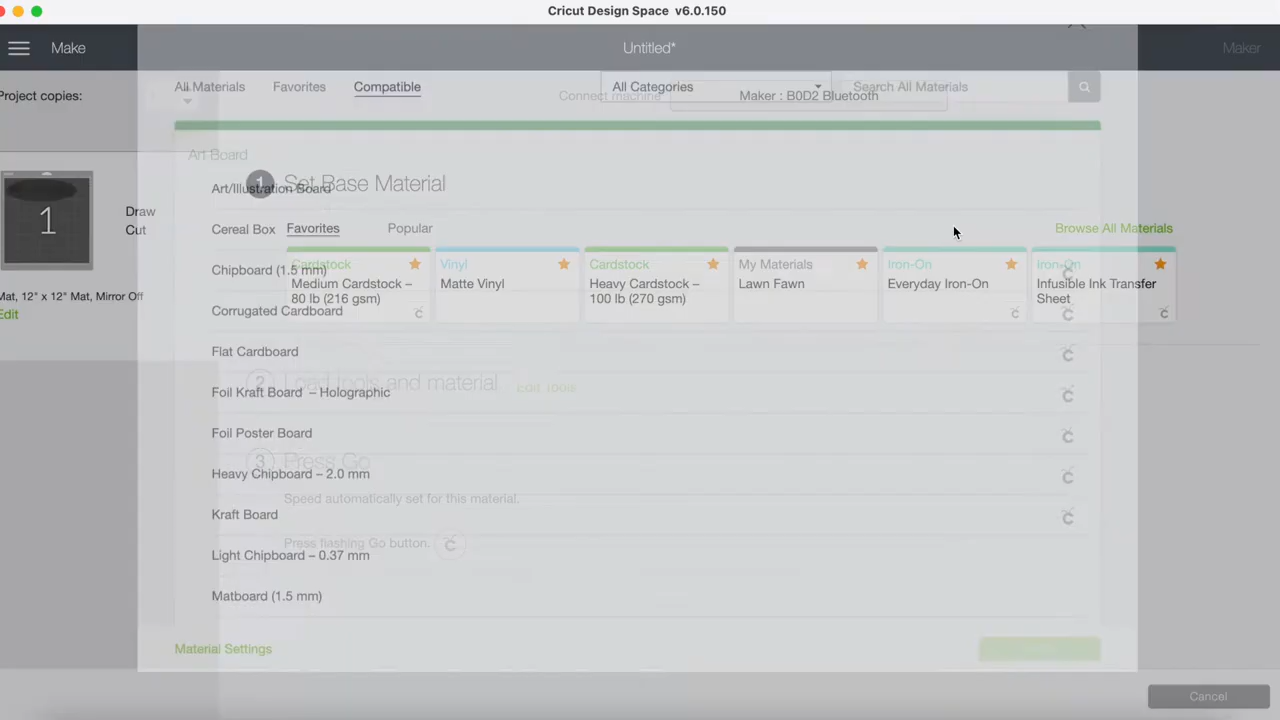 Cricut Design Space v6.0.150
Make
Untitled*
Maker
Project copies:
All Materials
Favorites
Compatible
All Categories
Search All Materials
Connect machine
Maker : B0D2 Bluetooth
Art Board
1 Set Base Material
Art/Illustration Board
1
Draw
Cut
Cereal Box
Favorites
Popular
Browse All Materials
Cardstock
Medium Cardstock –
80 lb (216 gsm)
Vinyl
Matte Vinyl
Cardstock
Heavy Cardstock –
100 lb (270 gsm)
My Materials
Lawn Fawn
Iron-On
Everyday Iron-On
Iron-On
Infusible Ink Transfer
Sheet
Chipboard (1.5 mm)
Mat, 12" x 12" Mat, Mirror Off
Edit
Corrugated Cardboard
Flat Cardboard
2 Load tools and material Edit Tools
Foil Kraft Board – Holographic
Foil Poster Board
3 Press Go
Heavy Chipboard – 2.0 mm
Speed automatically set for this material.
Kraft Board
Press flashing Go button.
Light Chipboard – 0.37 mm
Matboard (1.5 mm)
Material Settings
Cancel